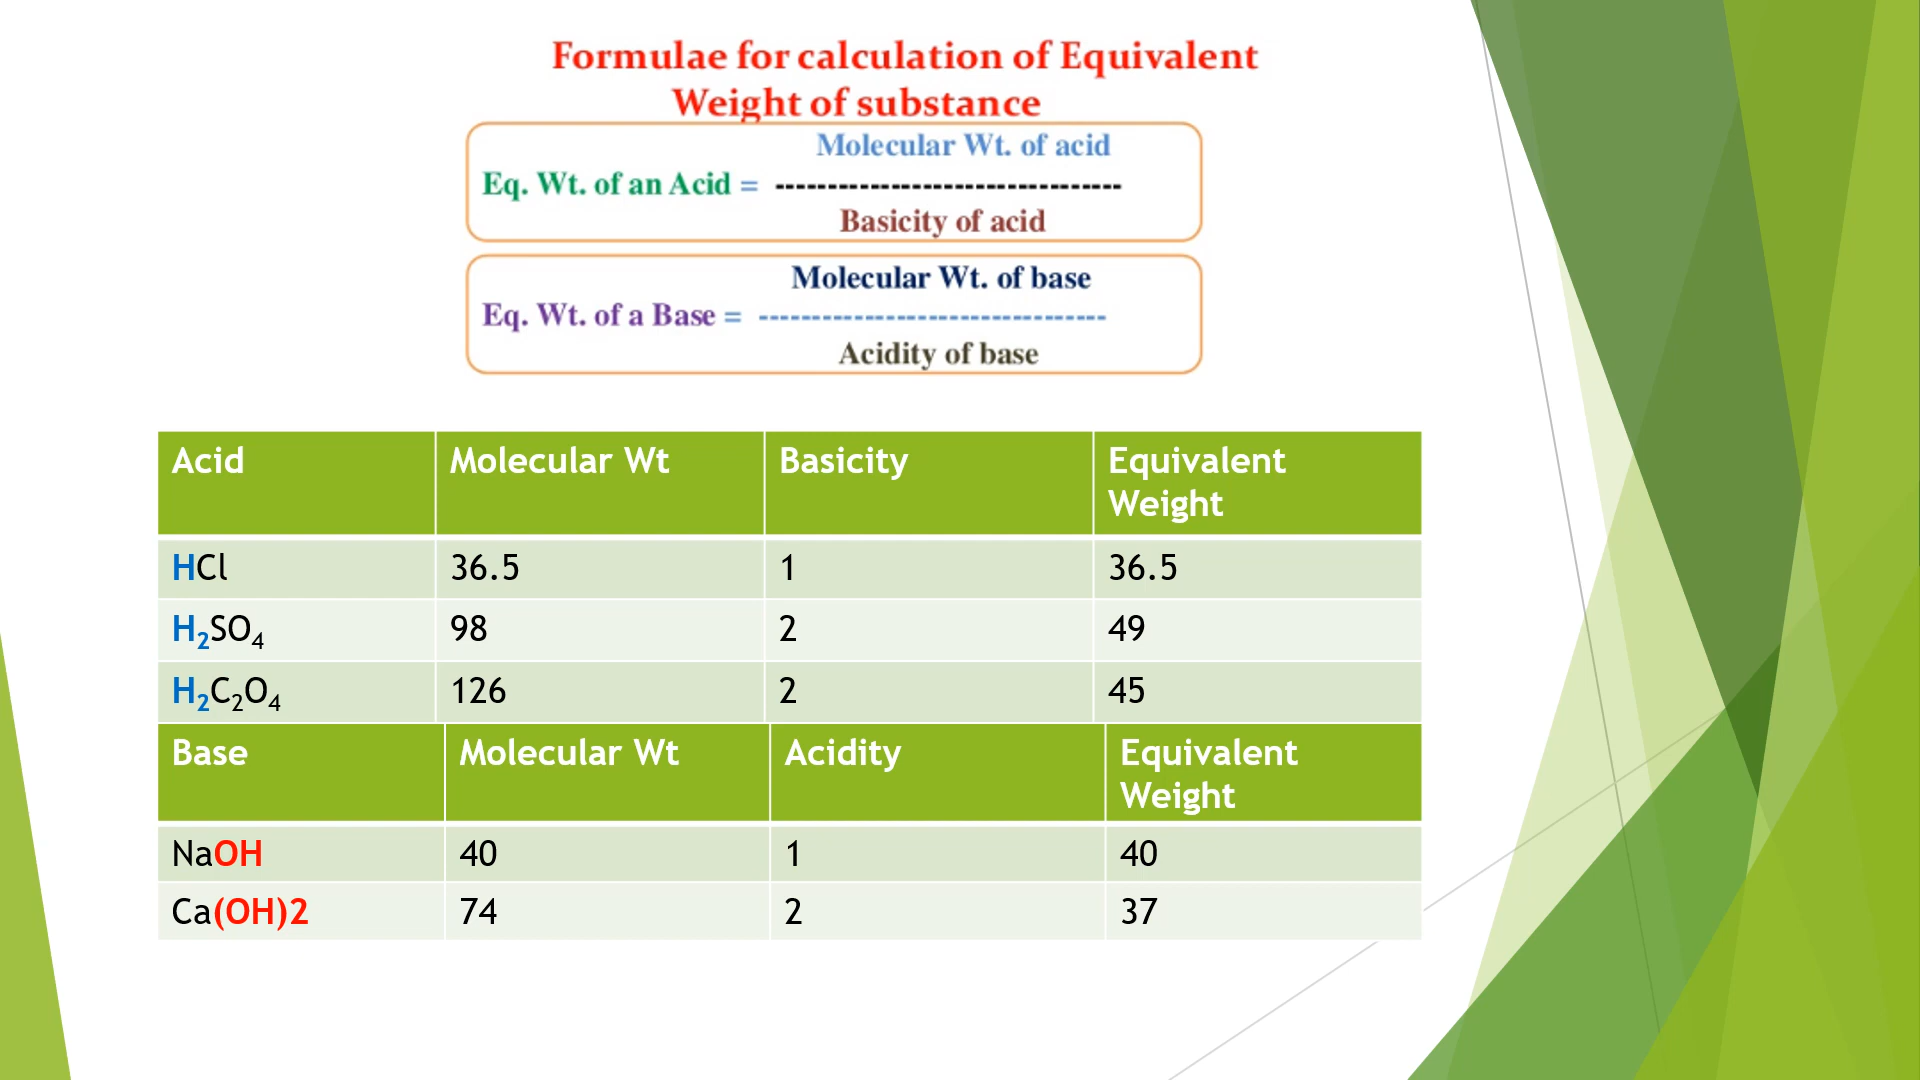 Formulae for calculation of Equivalent
Weight of substance
Molecular Wt. of acid
Eq. Wt. of an Acid = ---------------------------------
Basicity of acid
Molecular Wt. of base
Eq. Wt. of a Base = ---------------------------------
Acidity of base
Acid Molecular Wt Basicity Equivalent
Weight
HCl 36.5 1 36.5
H₂SO₄ 98 2 49
H₂C₂O₄ 126 2 45
Base Molecular Wt Acidity Equivalent
Weight
NaOH 40 1 40
Ca(OH)2 74 2 37